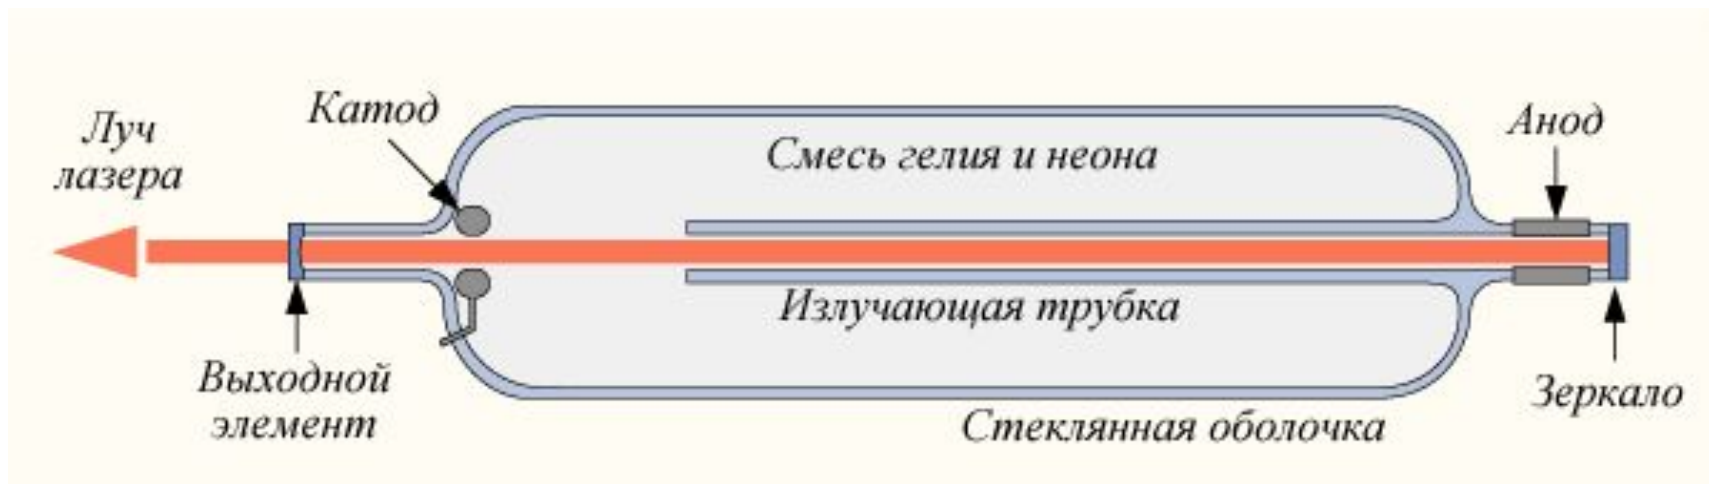 Луч
лазера
Катод
Смесь гелия и неона
Анод
Излучающая трубка
Выходной
элемент
Стеклянная оболочка
Зеркало